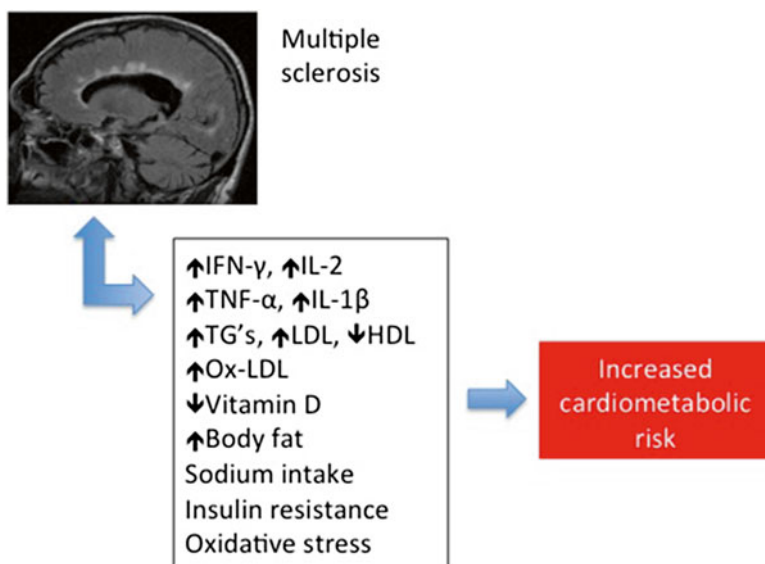 Multiple
sclerosis
↑IFN-γ, ↑IL-2
↑TNF-α, ↑IL-1β
↑TG's, ↑LDL, ↓HDL
↑Ox-LDL
↓Vitamin D
↑Body fat
Sodium intake
Insulin resistance
Oxidative stress
Increased
cardiometabolic
risk